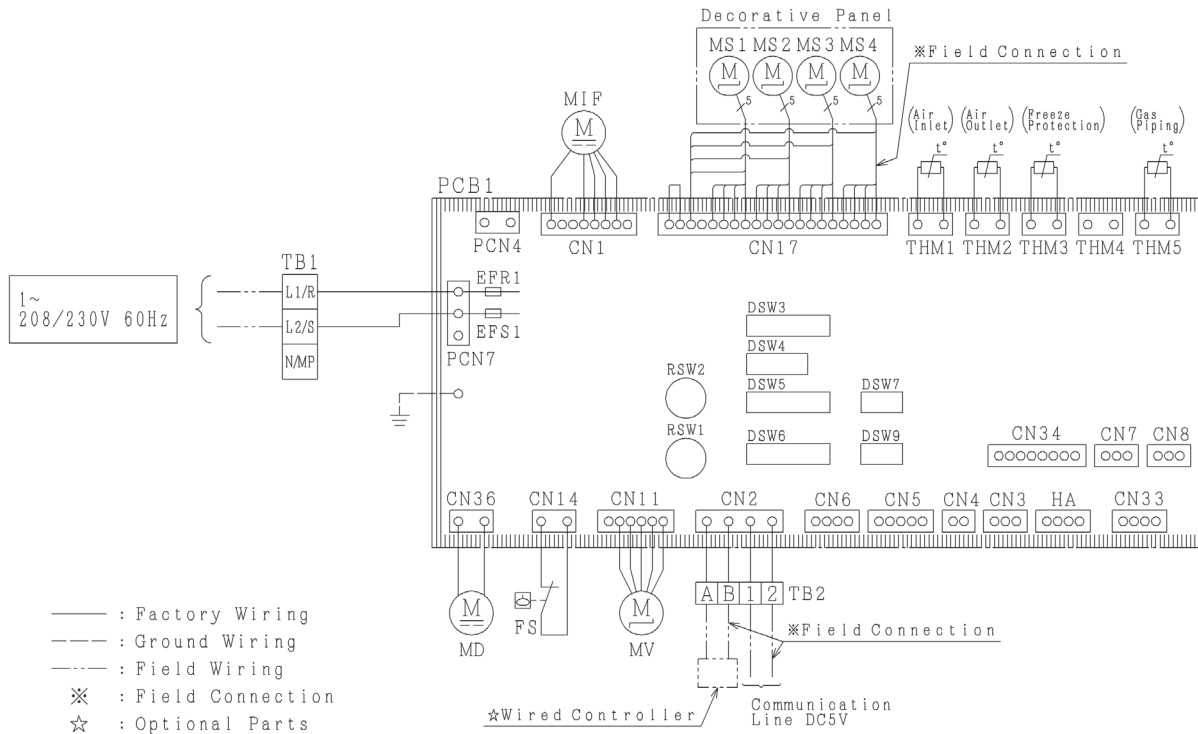 Decorative Panel
MS1 MS2 MS3 MS4
M M M M
5 5 5 5
※Field Connection
MIF
M
(Air Inlet)
(Air Outlet)
(Freeze Protection)
(Gas Piping)
t° t° t° t°
PCB1
PCN4
CN1
CN17
THM1 THM2 THM3 THM4 THM5
TB1
L1/R
L2/S
N/MP
1~
208/230V 60Hz
EFR1
EFS1
PCN7
DSW3
DSW4
RSW2
DSW5
DSW7
RSW1
DSW6
DSW9
CN34 CN7 CN8
CN36 CN14 CN11 CN2 CN6 CN5 CN4 CN3 HA CN33
A B 1 2 TB2
M
MD
FS
M
MV
※Field Connection
☆Wired Controller
Communication
Line DC5V
: Factory Wiring
: Ground Wiring
: Field Wiring
※ : Field Connection
☆ : Optional Parts